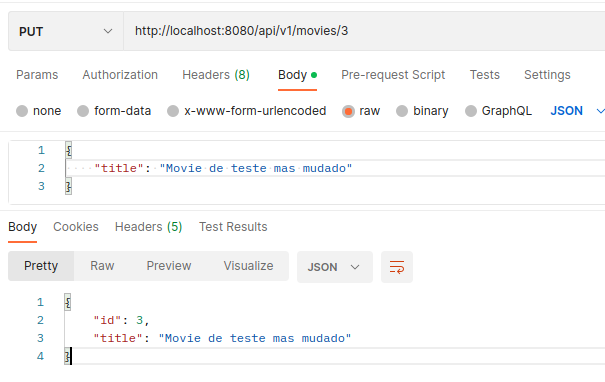 PUT http://localhost:8080/api/v1/movies/3
Params Authorization Headers (8) Body Pre-request Script Tests Settings
none form-data x-www-form-urlencoded raw binary GraphQL JSON
1 {
2 "title": "Movie de teste mas mudado"
3 }
Body Cookies Headers (5) Test Results
Pretty Raw Preview Visualize JSON
1 {
2 "id": 3,
3 "title": "Movie de teste mas mudado"
4 }